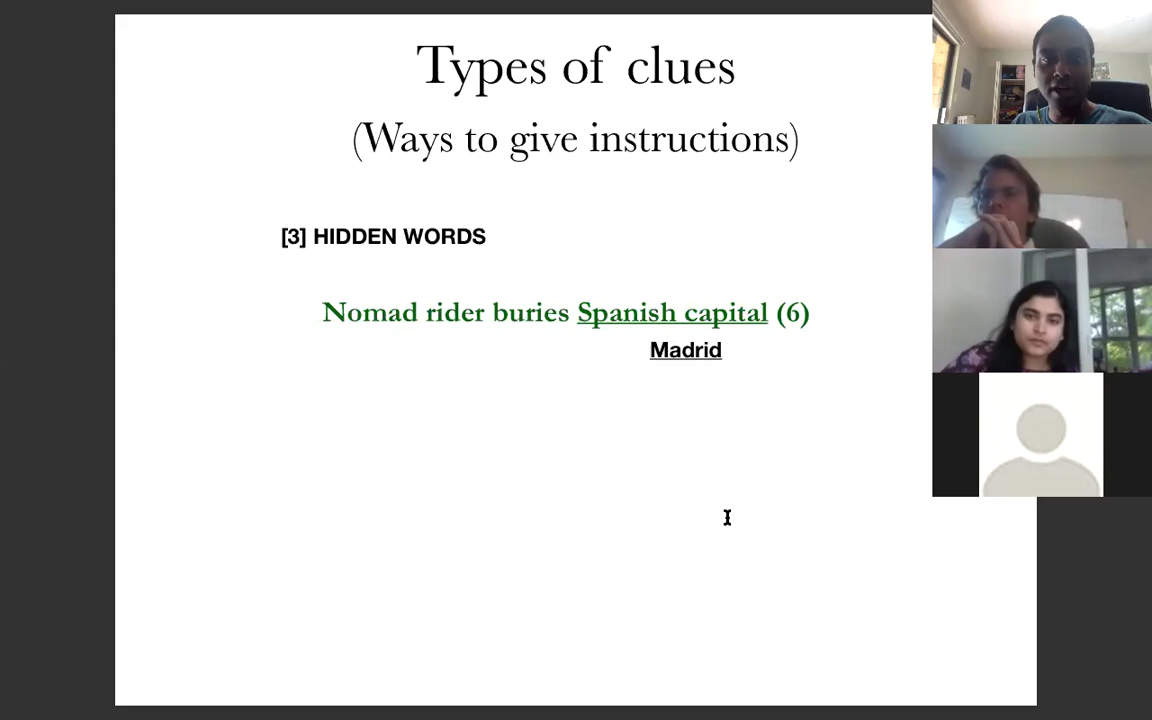 Types of clues
(Ways to give instructions)
[3] HIDDEN WORDS
Nomad rider buries Spanish capital (6)
Madrid